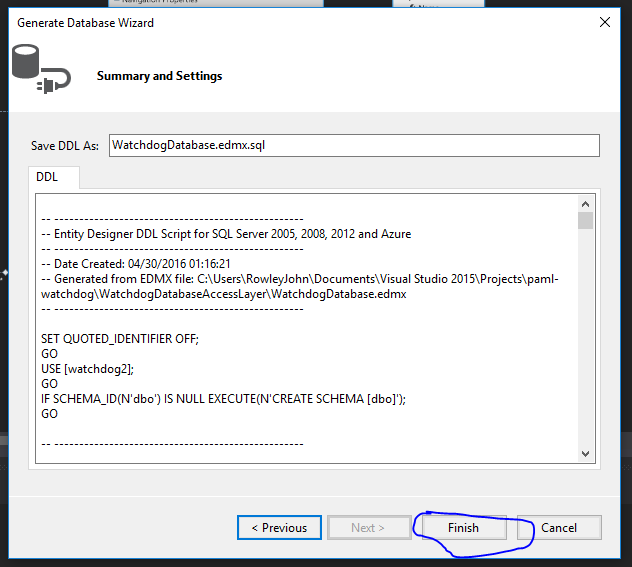 Navigation Properties
Generate Database Wizard
Summary and Settings
Save DDL As: WatchdogDatabase.edmx.sql
DDL
-- --------------------------------------------------
-- Entity Designer DDL Script for SQL Server 2005, 2008, 2012 and Azure
-- --------------------------------------------------
-- Date Created: 04/30/2016 01:16:21
-- Generated from EDMX file: C:\Users\RowleyJohn\Documents\Visual Studio 2015\Projects\paml-
watchdog\WatchdogDatabaseAccessLayer\WatchdogDatabase.edmx
-- --------------------------------------------------
SET QUOTED_IDENTIFIER OFF;
GO
USE [watchdog2];
GO
IF SCHEMA_ID(N'dbo') IS NULL EXECUTE(N'CREATE SCHEMA [dbo]');
GO
-- --------------------------------------------------
< Previous Next > Finish Cancel